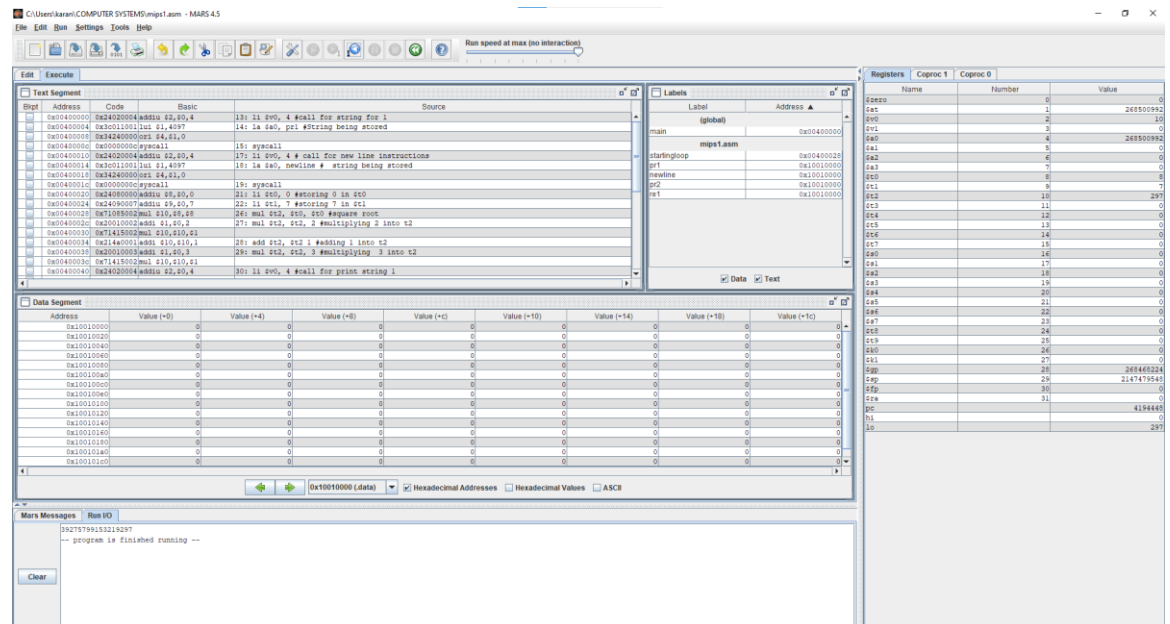 C:\Users\karan\COMPUTER SYSTEMS\mips1.asm - MARS 4.5
File Edit Run Settings Tools Help
Run speed at max (no interaction)
Edit Execute
Text Segment
Bkpt Address Code Basic Source
0x00400000 0x24020004 addiu $2,$0,4 13: li $v0, 4 #call for string for 1
0x00400004 0x3c011001 lui $1,4097 14: la $a0, pr1 #String being stored
0x00400008 0x34240000 ori $4,$1,0
0x0040000c 0x0000000c syscall 15: syscall
0x00400010 0x24020004 addiu $2,$0,4 17: li $v0, 4 # call for new line instructions
0x00400014 0x3c011001 lui $1,4097 18: la $a0, newline # string being stored
0x00400018 0x34240000 ori $4,$1,0
0x0040001c 0x0000000c syscall 19: syscall
0x00400020 0x24080000 addiu $8,$0,0 21: li $t0, 0 #storing 0 in $t0
0x00400024 0x24090007 addiu $9,$0,7 22: li $t1, 7 #storing 7 in $t1
0x00400028 0x71085002 mul $10,$8,$8 26: mul $t2, $t0, $t0 #square root
0x0040002c 0x20010002 addi $1,$0,2 27: mul $t2, $t2, 2 #multiplying 2 into t2
0x00400030 0x71415002 mul $10,$10,$1
0x00400034 0x214a0001 addi $10,$10,1 28: add $t2, $t2 1 #adding 1 into t2
0x00400038 0x20010003 addi $1,$0,3 29: mul $t2, $t2, 3 #multiplying 3 into t2
0x0040003c 0x71415002 mul $10,$10,$1
0x00400040 0x24020004 addiu $2,$0,4 30: li $v0, 4 #call for print string 1
Labels
Label Address ▲
(global)
main 0x00400000
mips1.asm
startingloop 0x00400028
pr1 0x10010000
newline 0x10010000
pr2 0x10010000
0x10010000
Data Text
Data Segment
Address Value (+0) Value (+4) Value (+8) Value (+c) Value (+10) Value (+14) Value (+18) Value (+1c)
0x10010000 0 0 0 0 0 0 0 0
0x10010020 0 0 0 0 0 0 0 0
0x10010040 0 0 0 0 0 0 0 0
0x10010060 0 0 0 0 0 0 0 0
0x10010080 0 0 0 0 0 0 0 0
0x100100a0 0 0 0 0 0 0 0 0
0x100100c0 0 0 0 0 0 0 0 0
0x100100e0 0 0 0 0 0 0 0 0
0x10010100 0 0 0 0 0 0 0 0
0x10010120 0 0 0 0 0 0 0 0
0x10010140 0 0 0 0 0 0 0 0
0x10010160 0 0 0 0 0 0 0 0
0x10010180 0 0 0 0 0 0 0 0
0x100101a0 0 0 0 0 0 0 0 0
0x100101c0 0 0 0 0 0 0 0 0
0x10010000 (.data) Hexadecimal Addresses Hexadecimal Values ASCII
Mars Messages Run I/O
39275799153219297
-- program is finished running --
Clear
Registers Coproc 1 Coproc 0
Name Number Value
$zero 0 0
$at 1 268500992
$v0 2 10
$v1 3 0
$a0 4 268500992
$a1 5 0
$a2 6 0
$a3 7 0
$t0 8 8
$t1 9 7
$t2 10 297
$t3 11 0
$t4 12 0
$t5 13 0
$t6 14 0
$t7 15 0
$s0 16 0
$s1 17 0
$s2 18 0
$s3 19 0
$s4 20 0
$s5 21 0
$s6 22 0
$s7 23 0
$t8 24 0
$t9 25 0
$k0 26 0
$k1 27 0
$gp 28 268468224
$sp 29 2147479548
$fp 30 0
$ra 31 0
pc 4194448
hi 0
lo 297